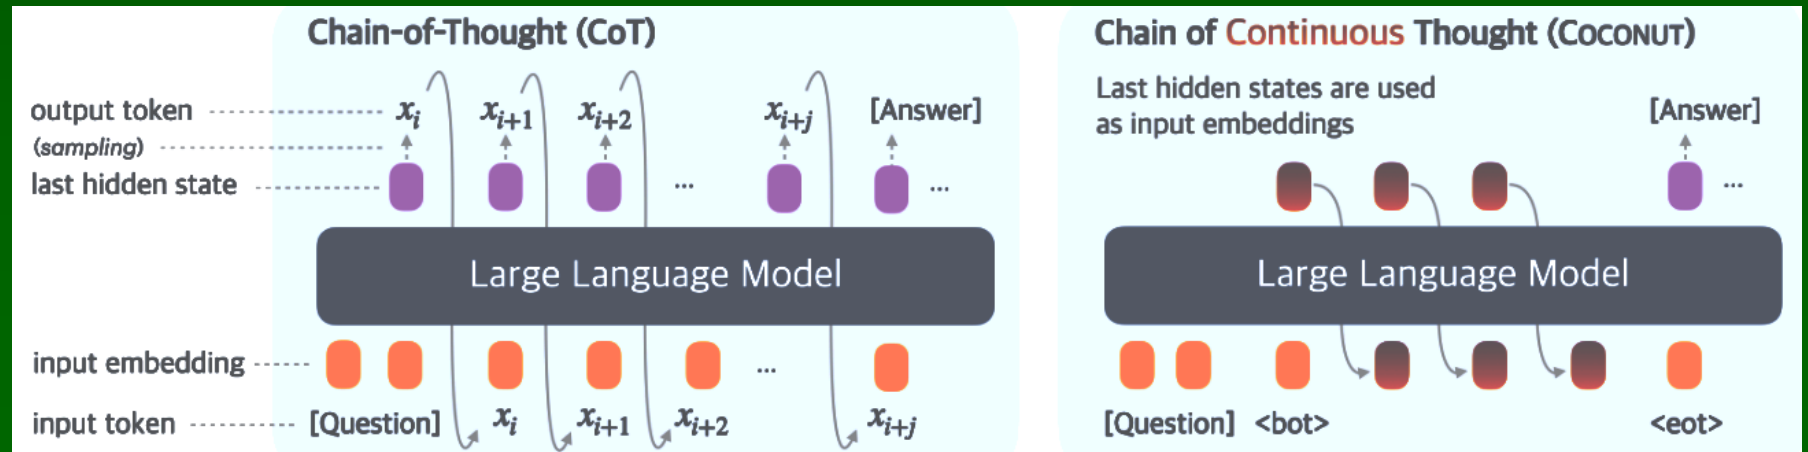 Chain-of-Thought (CoT)
output token
x_i x_{i+1} x_{i+2} x_{i+j} [Answer]
(sampling)
last hidden state
... ...
Large Language Model
input embedding
...
input token
[Question] x_i x_{i+1} x_{i+2} x_{i+j}
Chain of Continuous Thought (COCONUT)
Last hidden states are used
as input embeddings
[Answer]
...
Large Language Model
[Question] <bot> <eot>